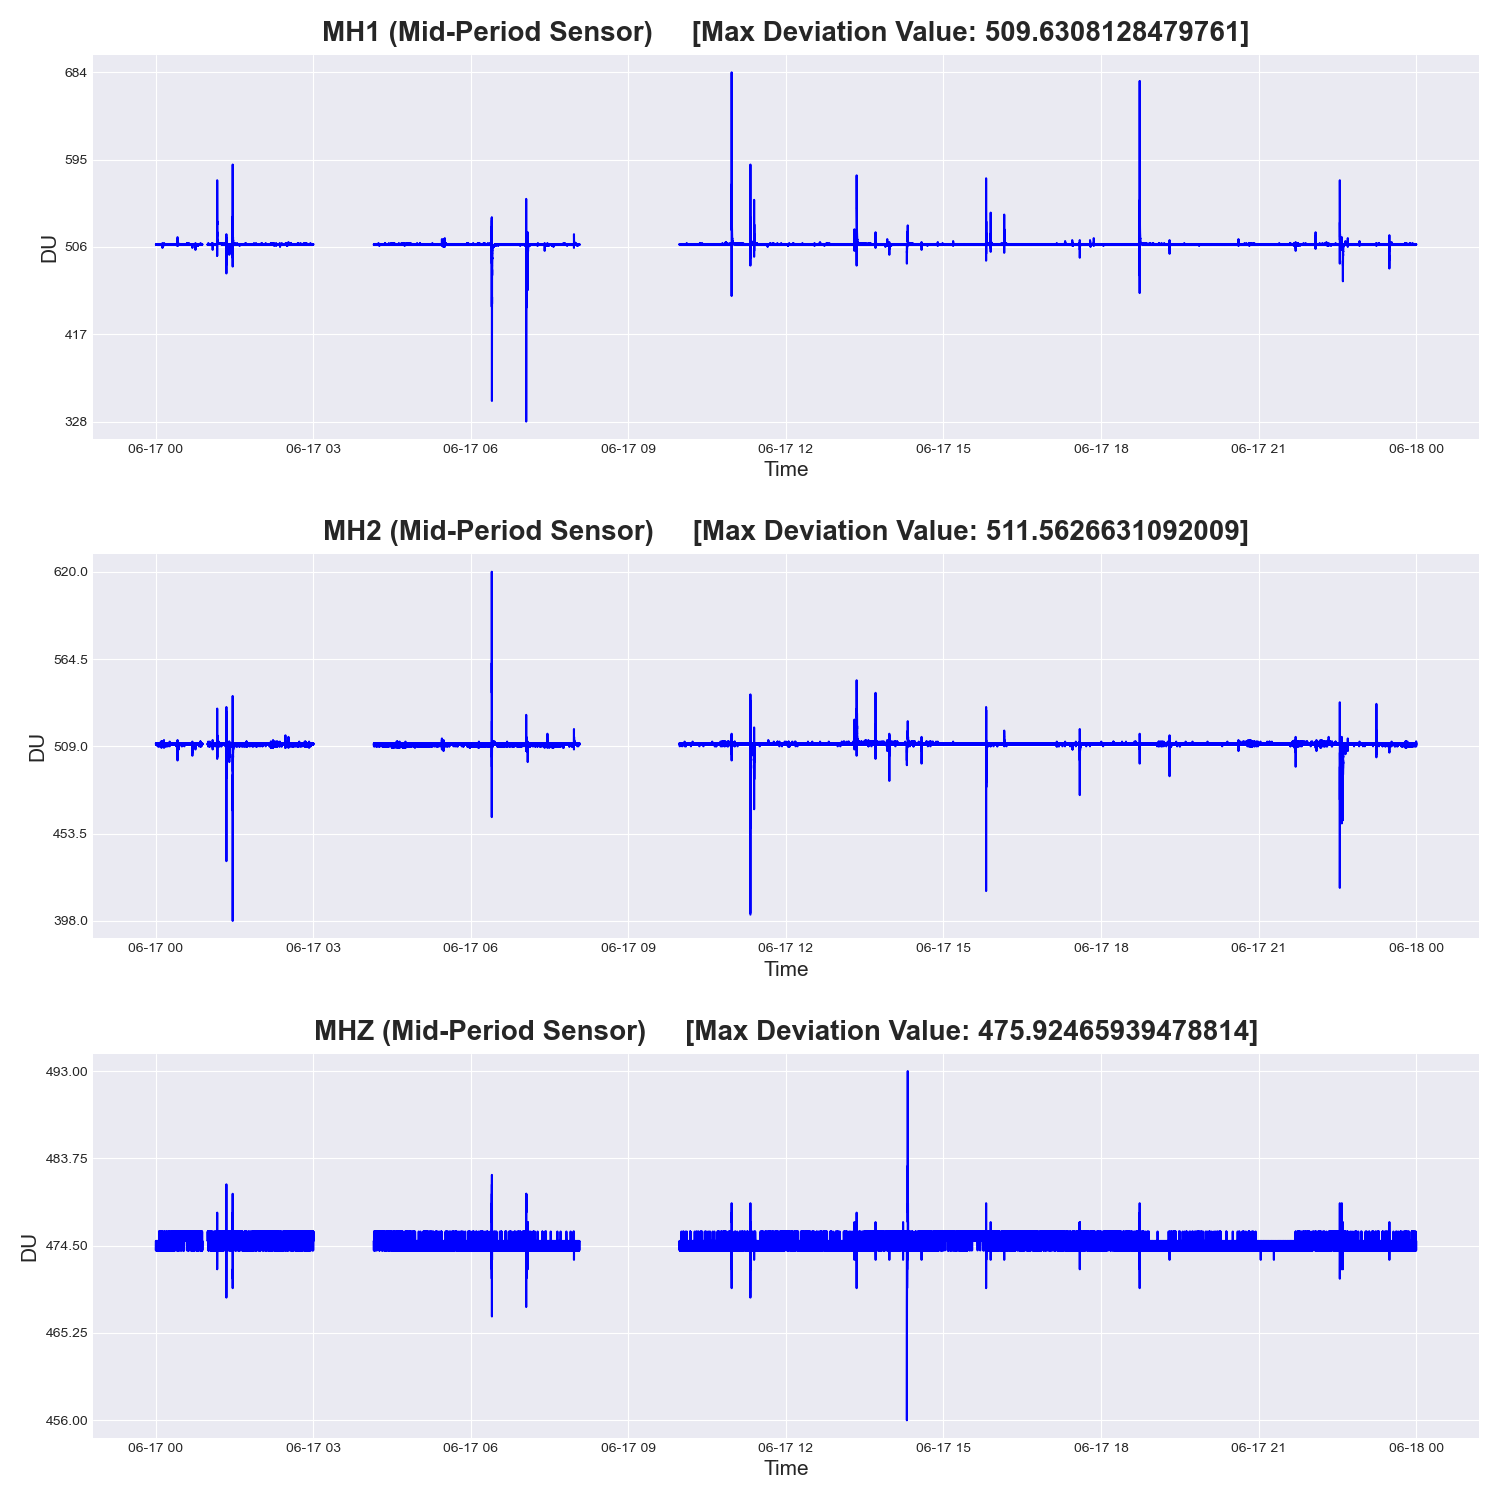 MH1 (Mid-Period Sensor) [Max Deviation Value: 509.6308128479761]
684
595
506
417
328
DU
06-17 00 06-17 03 06-17 06 06-17 09 06-17 12 06-17 15 06-17 18 06-17 21 06-18 00
Time
MH2 (Mid-Period Sensor) [Max Deviation Value: 511.5626631092009]
620.0
564.5
509.0
453.5
398.0
DU
06-17 00 06-17 03 06-17 06 06-17 09 06-17 12 06-17 15 06-17 18 06-17 21 06-18 00
Time
MHZ (Mid-Period Sensor) [Max Deviation Value: 475.92465939478814]
493.00
483.75
474.50
465.25
456.00
DU
06-17 00 06-17 03 06-17 06 06-17 09 06-17 12 06-17 15 06-17 18 06-17 21 06-18 00
Time